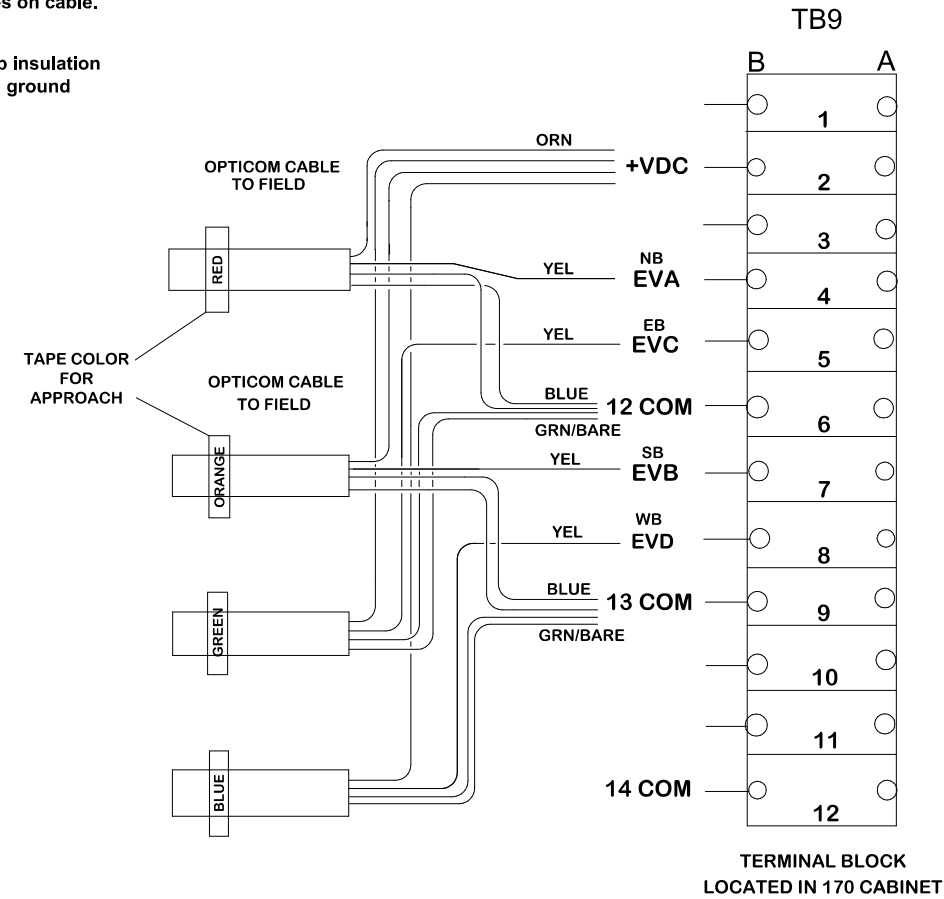 es on cable.
p insulation
ground
TB9
B
A
1
ORN
OPTICOM CABLE
TO FIELD
+VDC
2
3
RED
NB
YEL
EVA
4
EB
YEL
EVC
5
TAPE COLOR
FOR
APPROACH
OPTICOM CABLE
TO FIELD
BLUE
12 COM
6
GRN/BARE
ORANGE
SB
YEL
EVB
7
WB
YEL
EVD
8
BLUE
13 COM
9
GREEN
GRN/BARE
10
11
BLUE
14 COM
12
TERMINAL BLOCK
LOCATED IN 170 CABINET